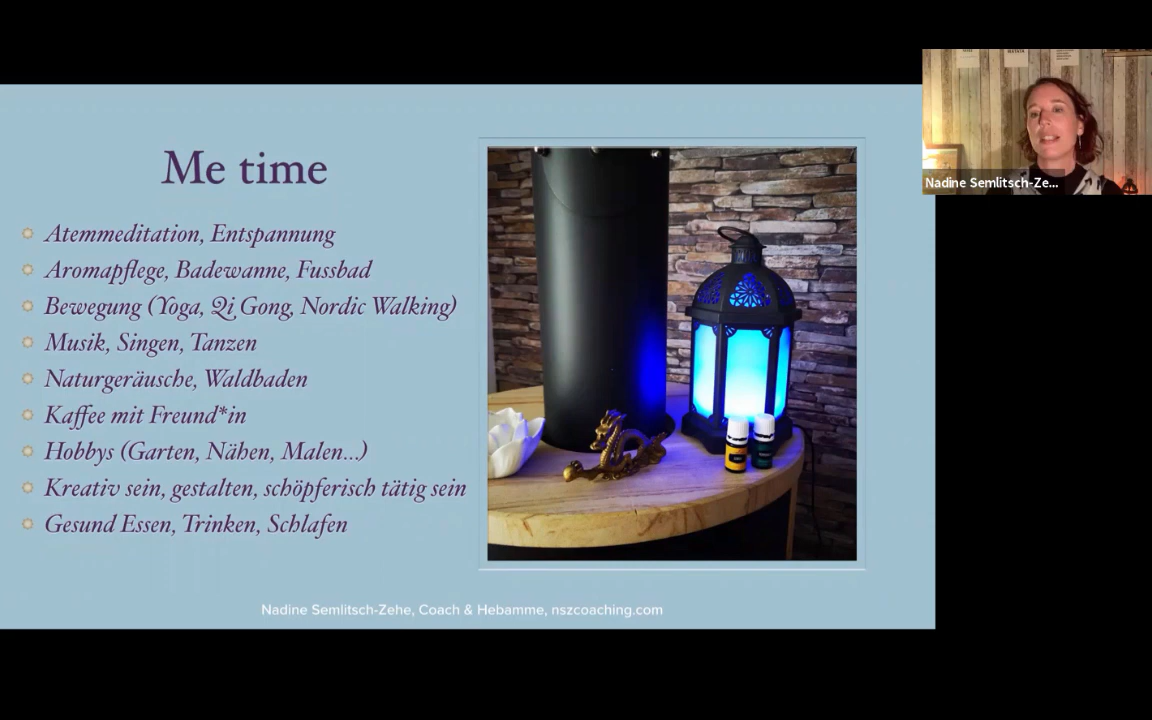 Me time
Atemmeditation, Entspannung
Aromapflege, Badewanne, Fussbad
Bewegung (Yoga, Qi Gong, Nordic Walking)
Musik, Singen, Tanzen
Naturgeräusche, Waldbaden
Kaffee mit Freund*in
Hobbys (Garten, Nähen, Malen...)
Kreativ sein, gestalten, schöpferisch tätig sein
Gesund Essen, Trinken, Schlafen
Nadine Semlitsch-Zehe, Coach & Hebamme, nszcoaching.com
Nadine Semlitsch-Ze...